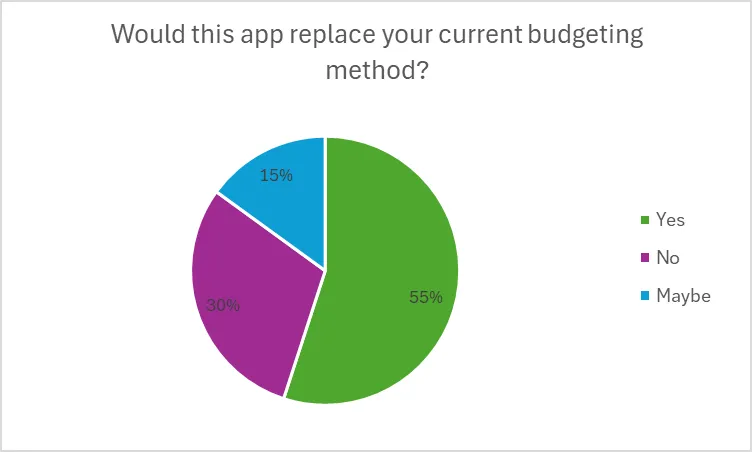 Would this app replace your current budgeting
method?
15%
30%
55%
Yes
No
Maybe